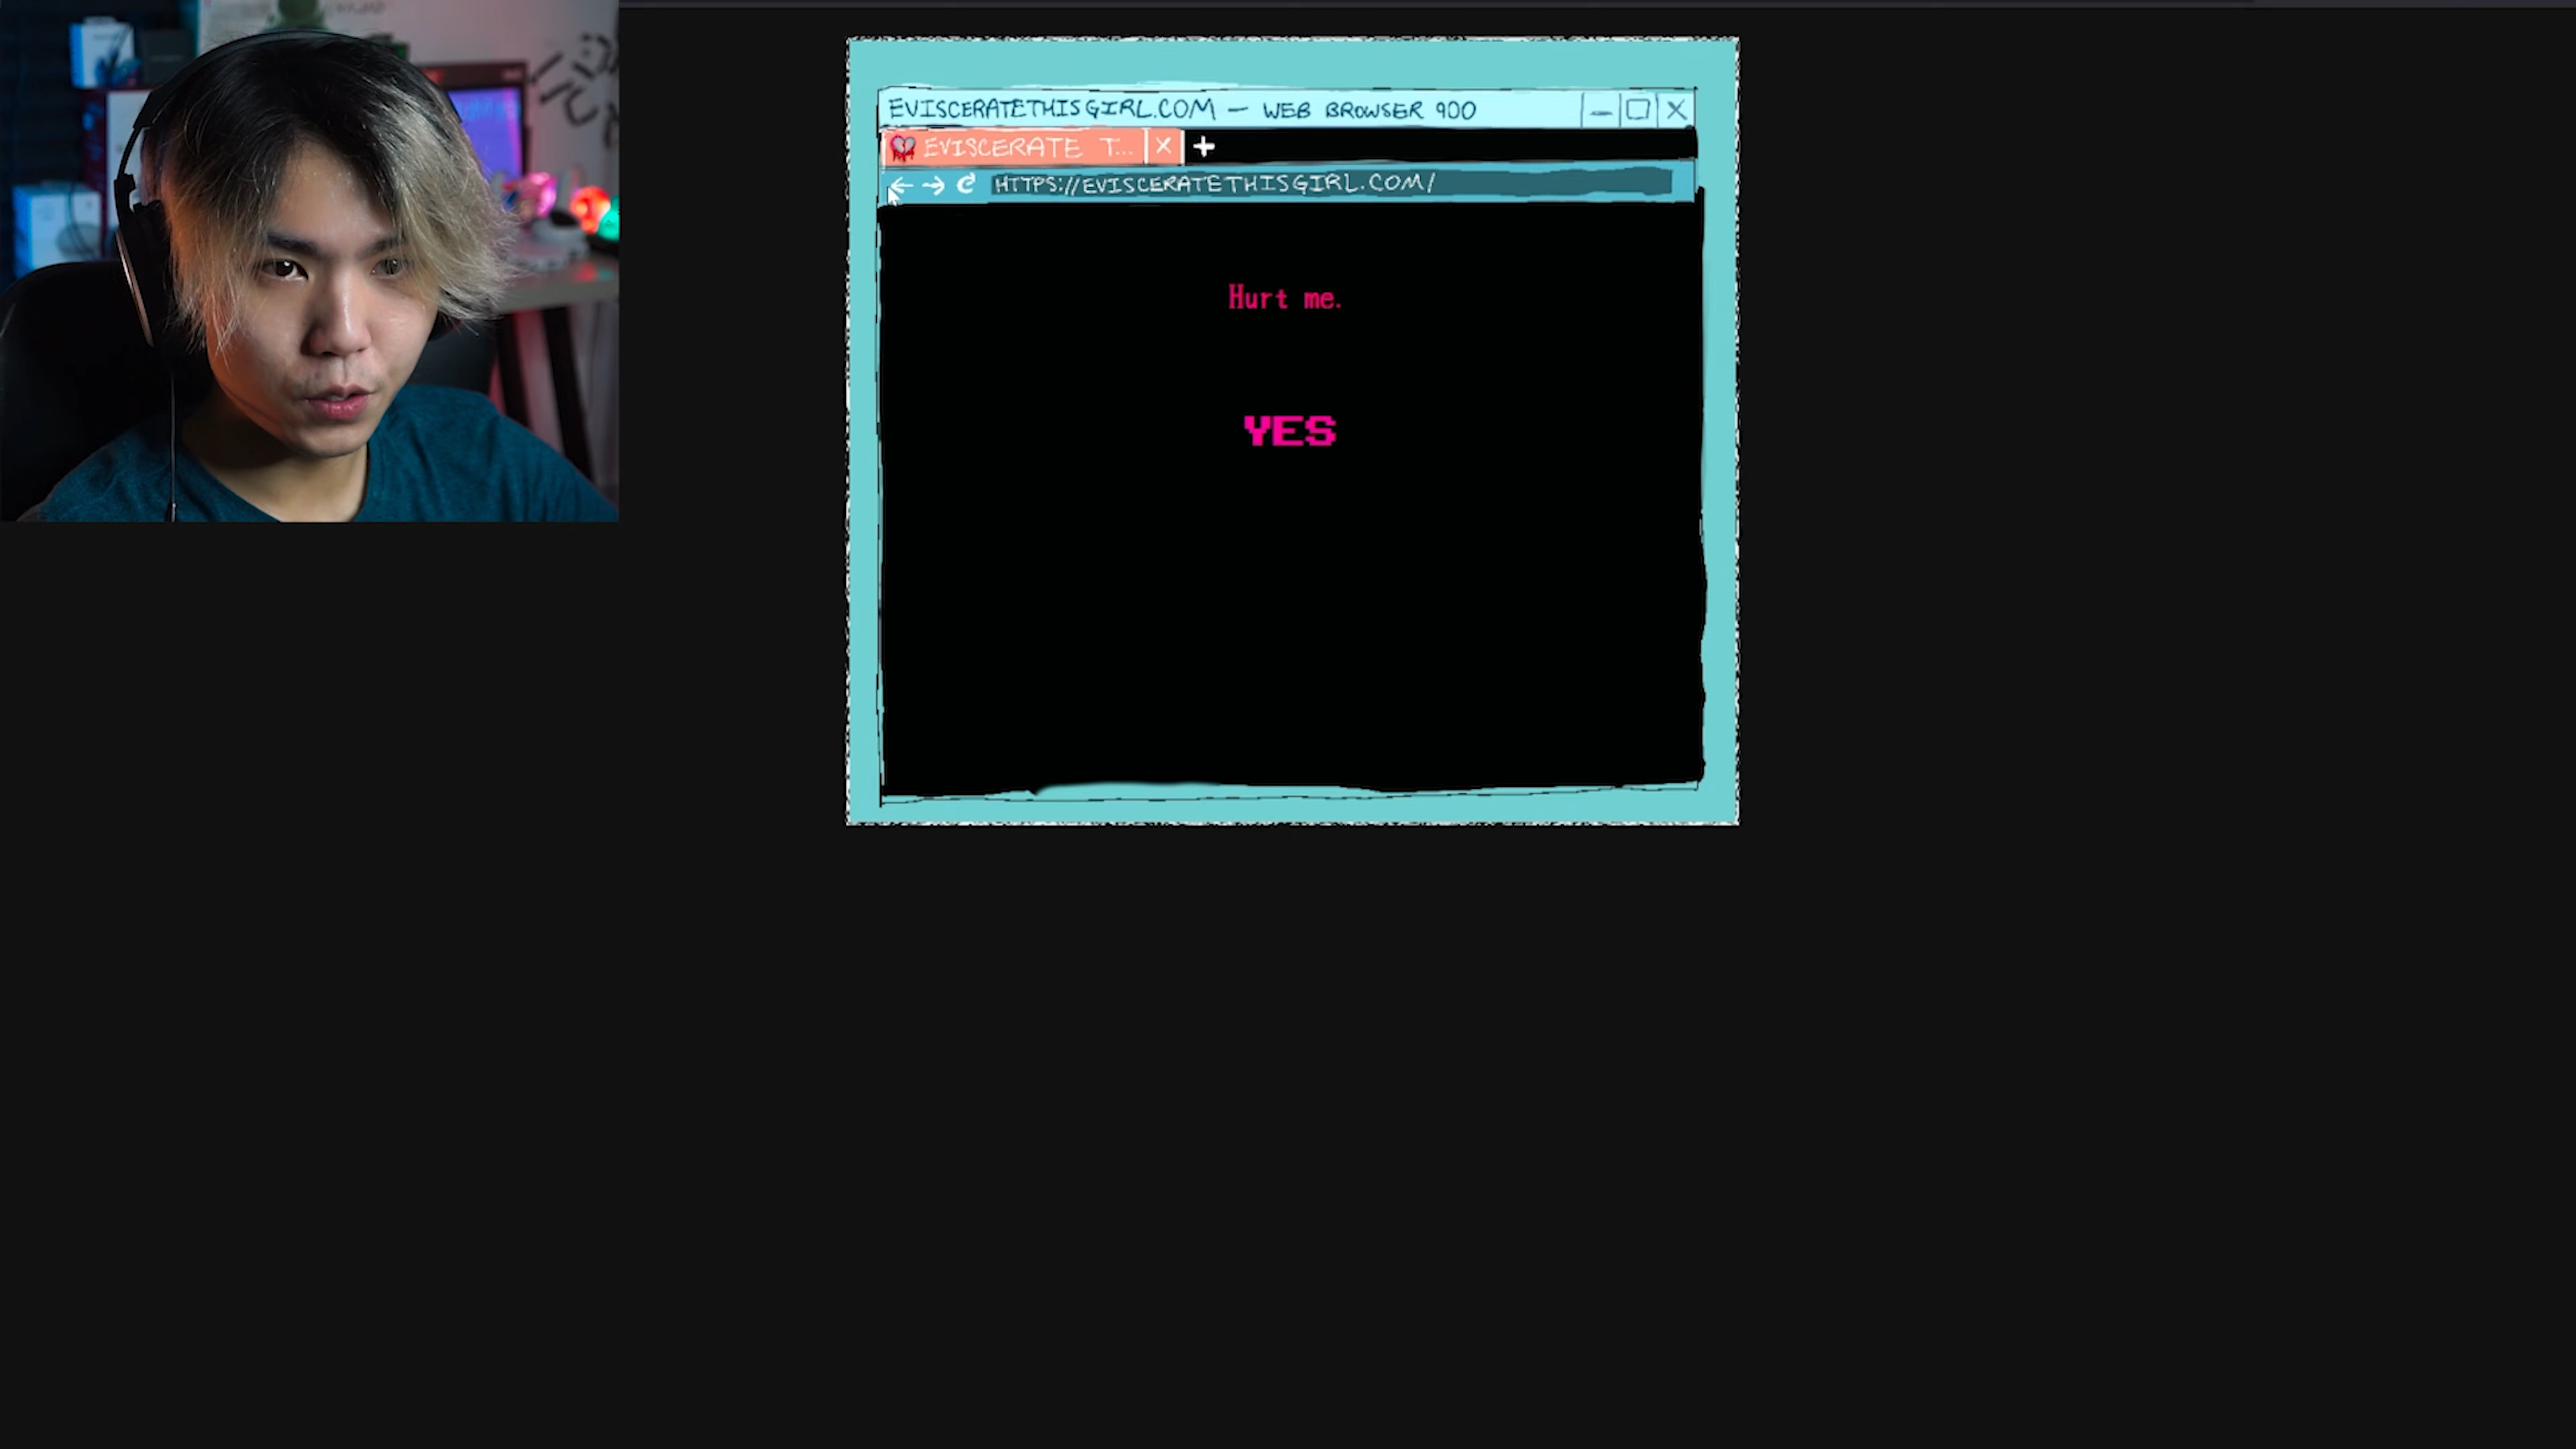 EVISCERATETHISGIRL.COM — WEB BROWSER 900
EVISCERATE T...
HTTPS://EVISCERATETHISGIRL.COM/
Hurt me.
YES